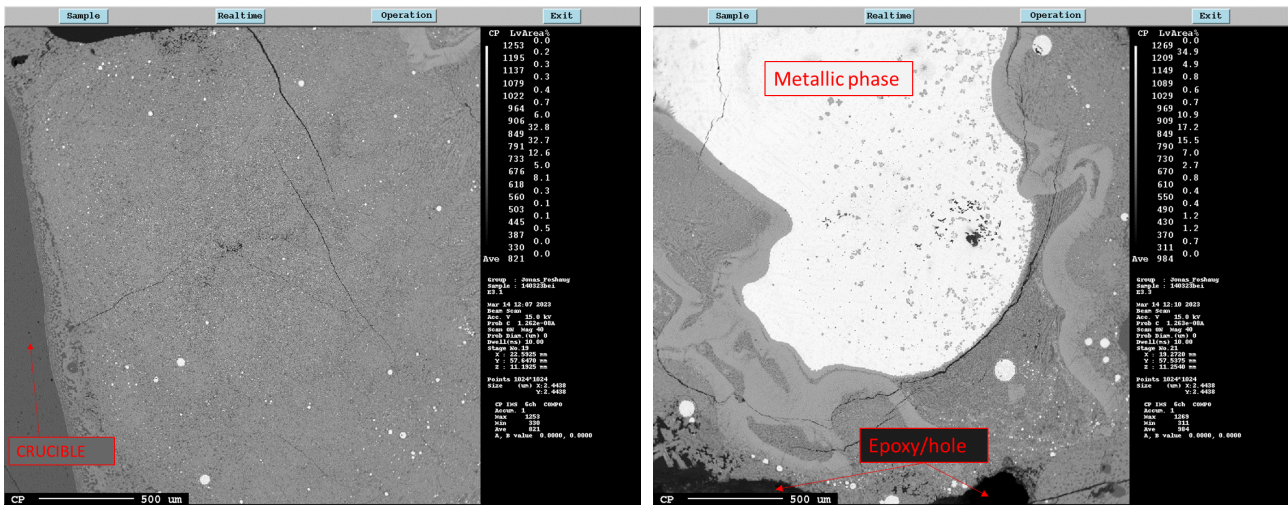 Sample Realtime Operation Exit
CP LvArea%
0.0
1253
0.2
1195
0.3
1137
0.3
1079
0.4
1022
0.7
964
6.0
906
32.8
849
32.7
791
12.6
733
5.0
676
8.1
618
0.3
560
0.1
503
0.1
445
0.5
387
0.0
330
0.0
Ave 821
Group : Jonas_Foshaug
Sample : 140323bei
E3.1
Mar 14 12:07 2023
Beam Scan
Acc. V 15.0 kV
Prob C 1.262e-08A
Scan ON Mag 40
Prob Diam.(um) 0
Dwell(ms) 10.00
Stage No.19
X : 22.5925 mm
Y : 57.6470 mm
Z : 11.1925 mm
Points 1024*1024
Size (um) X:2.4438
Y:2.4438
CP IMS 6ch COMPO
Accum. 1
Max 1253
Min 330
Ave 821
A, B value 0.0000, 0.0000
CRUCIBLE
CP 500 um
Sample Realtime Operation Exit
CP LvArea%
0.0
1269
34.9
1209
4.9
1149
0.8
1089
0.6
1029
0.7
969
10.9
909
17.2
849
15.5
790
7.0
730
2.7
670
0.8
610
0.4
550
0.4
490
1.2
430
1.2
370
0.7
311
0.0
Ave 984
Group : Jonas_Foshaug
Sample : 140323bei
E3.3
Mar 14 12:10 2023
Beam Scan
Acc. V 15.0 kV
Prob C 1.263e-08A
Scan ON Mag 40
Prob Diam.(um) 0
Dwell(ms) 10.00
Stage No.21
X : 19.2720 mm
Y : 57.5375 mm
Z : 11.2540 mm
Points 1024*1024
Size (um) X:2.4438
Y:2.4438
CP IMS 6ch COMPO
Accum. 1
Max 1269
Min 311
Ave 984
A, B value 0.0000, 0.0000
Metallic phase
Epoxy/hole
CP 500 um